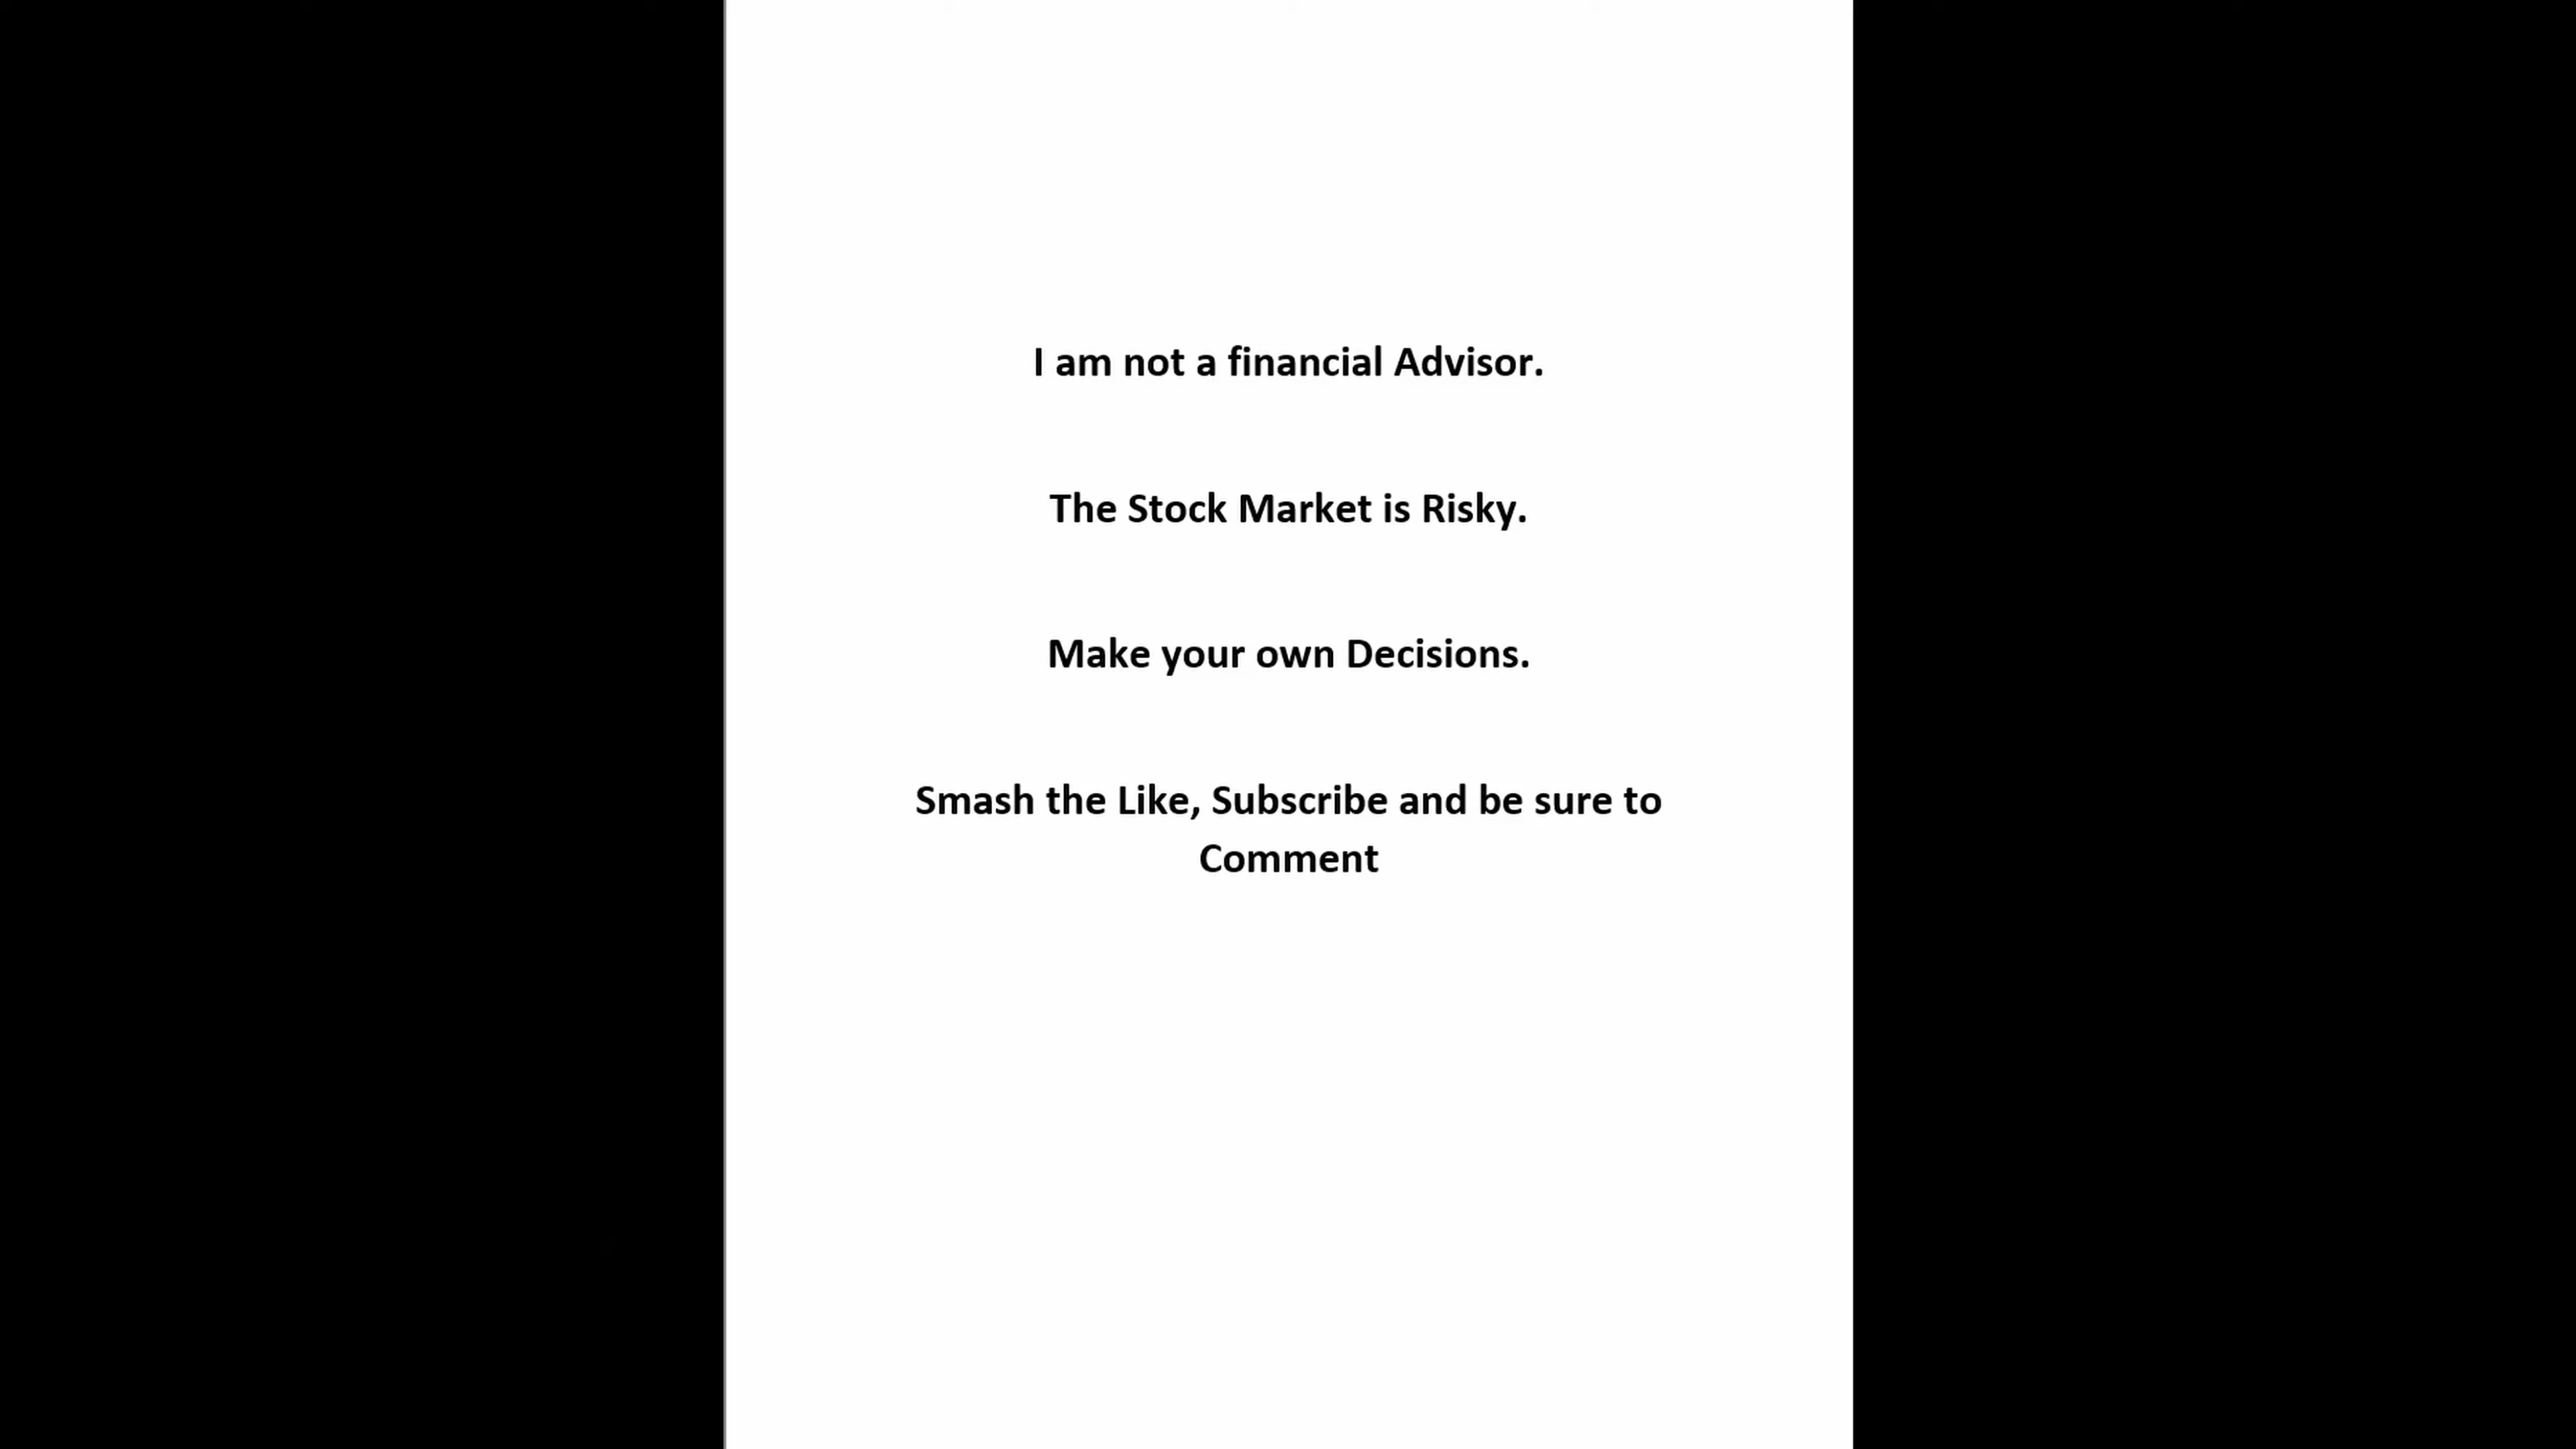 I am not a financial Advisor.
The Stock Market is Risky.
Make your own Decisions.
Smash the Like, Subscribe and be sure to
Comment